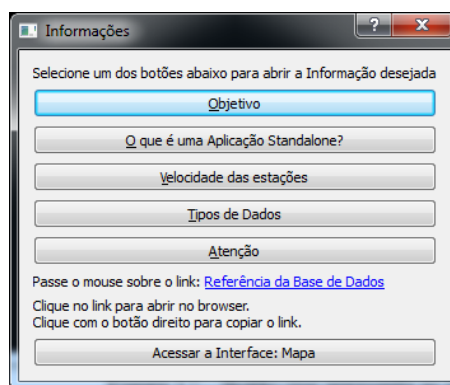 Informações
?
X
Selecione um dos botões abaixo para abrir a Informação desejada
Objetivo
O que é uma Aplicação Standalone?
Velocidade das estações
Tipos de Dados
Atenção
Passe o mouse sobre o link: Referência da Base de Dados
Clique no link para abrir no browser.
Clique com o botão direito para copiar o link.
Acessar a Interface: Mapa